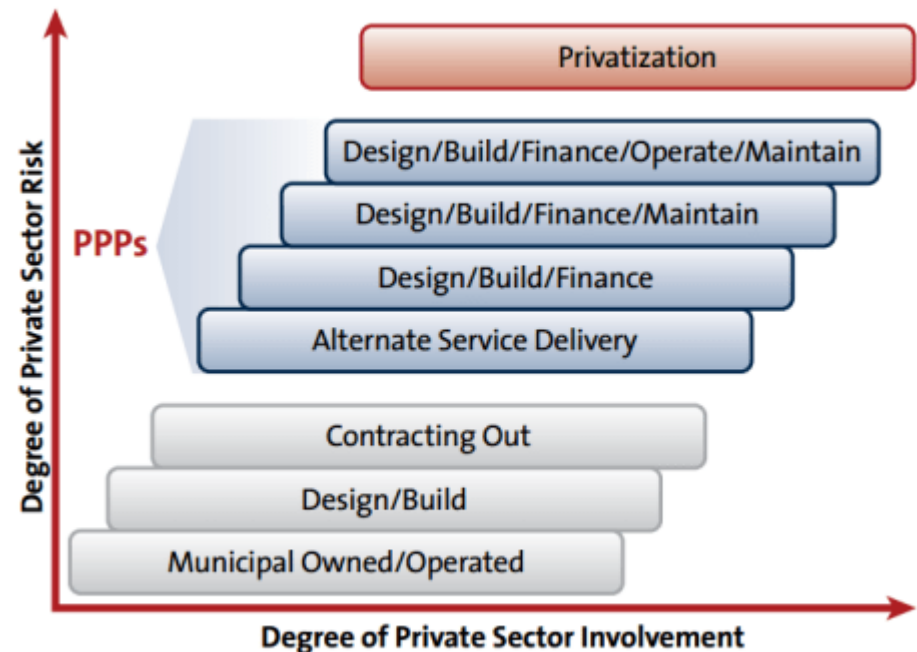 Degree of Private Sector Risk
Privatization
Design/Build/Finance/Operate/Maintain
Design/Build/Finance/Maintain
PPPs
Design/Build/Finance
Alternate Service Delivery
Contracting Out
Design/Build
Municipal Owned/Operated
Degree of Private Sector Involvement